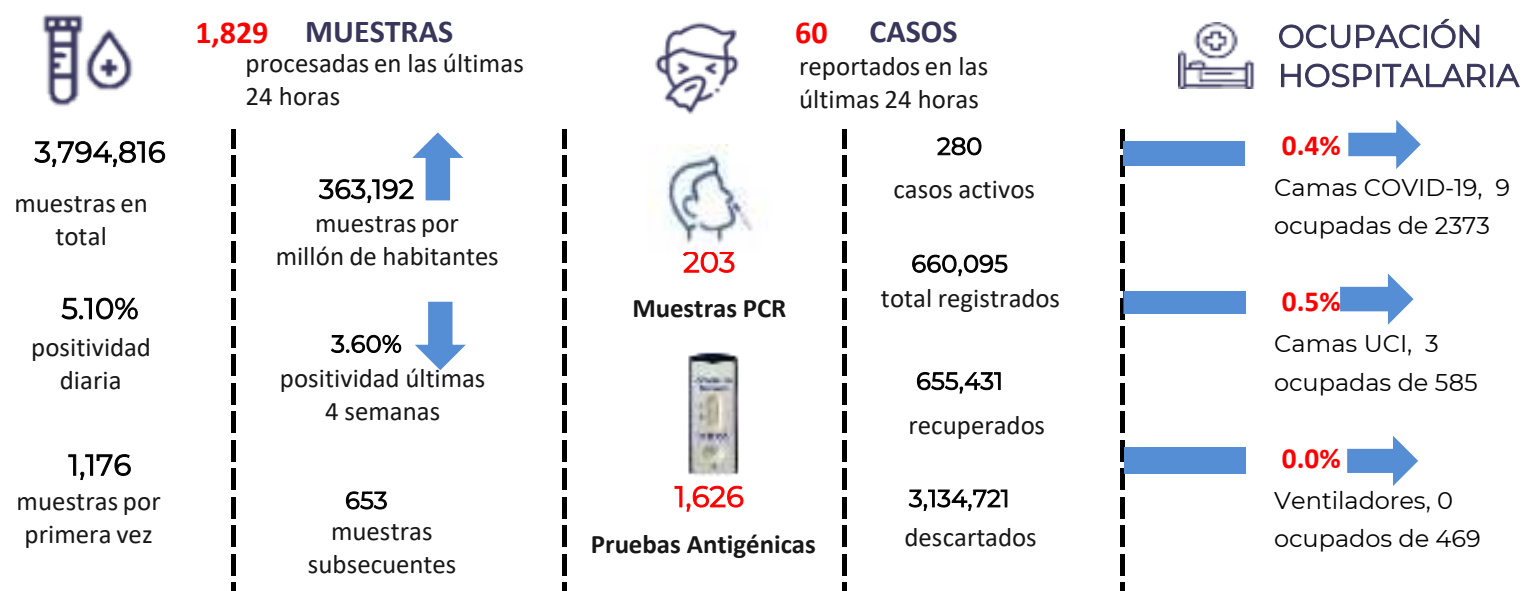 1,829 MUESTRAS
procesadas en las últimas
24 horas
3,794,816
muestras en
total
5.10%
positividad
diaria
1,176
muestras por
primera vez
363,192
muestras por
millón de habitantes
3.60%
positividad últimas
4 semanas
653
muestras
subsecuentes
60 CASOS
reportados en las
últimas 24 horas
203
Muestras PCR
1,626
Pruebas Antigénicas
280
casos activos
660,095
total registrados
655,431
recuperados
3,134,721
descartados
OCUPACIÓN
HOSPITALARIA
0.4%
Camas COVID-19, 9
ocupadas de 2373
0.5%
Camas UCI, 3
ocupadas de 585
0.0%
Ventiladores, 0
ocupados de 469